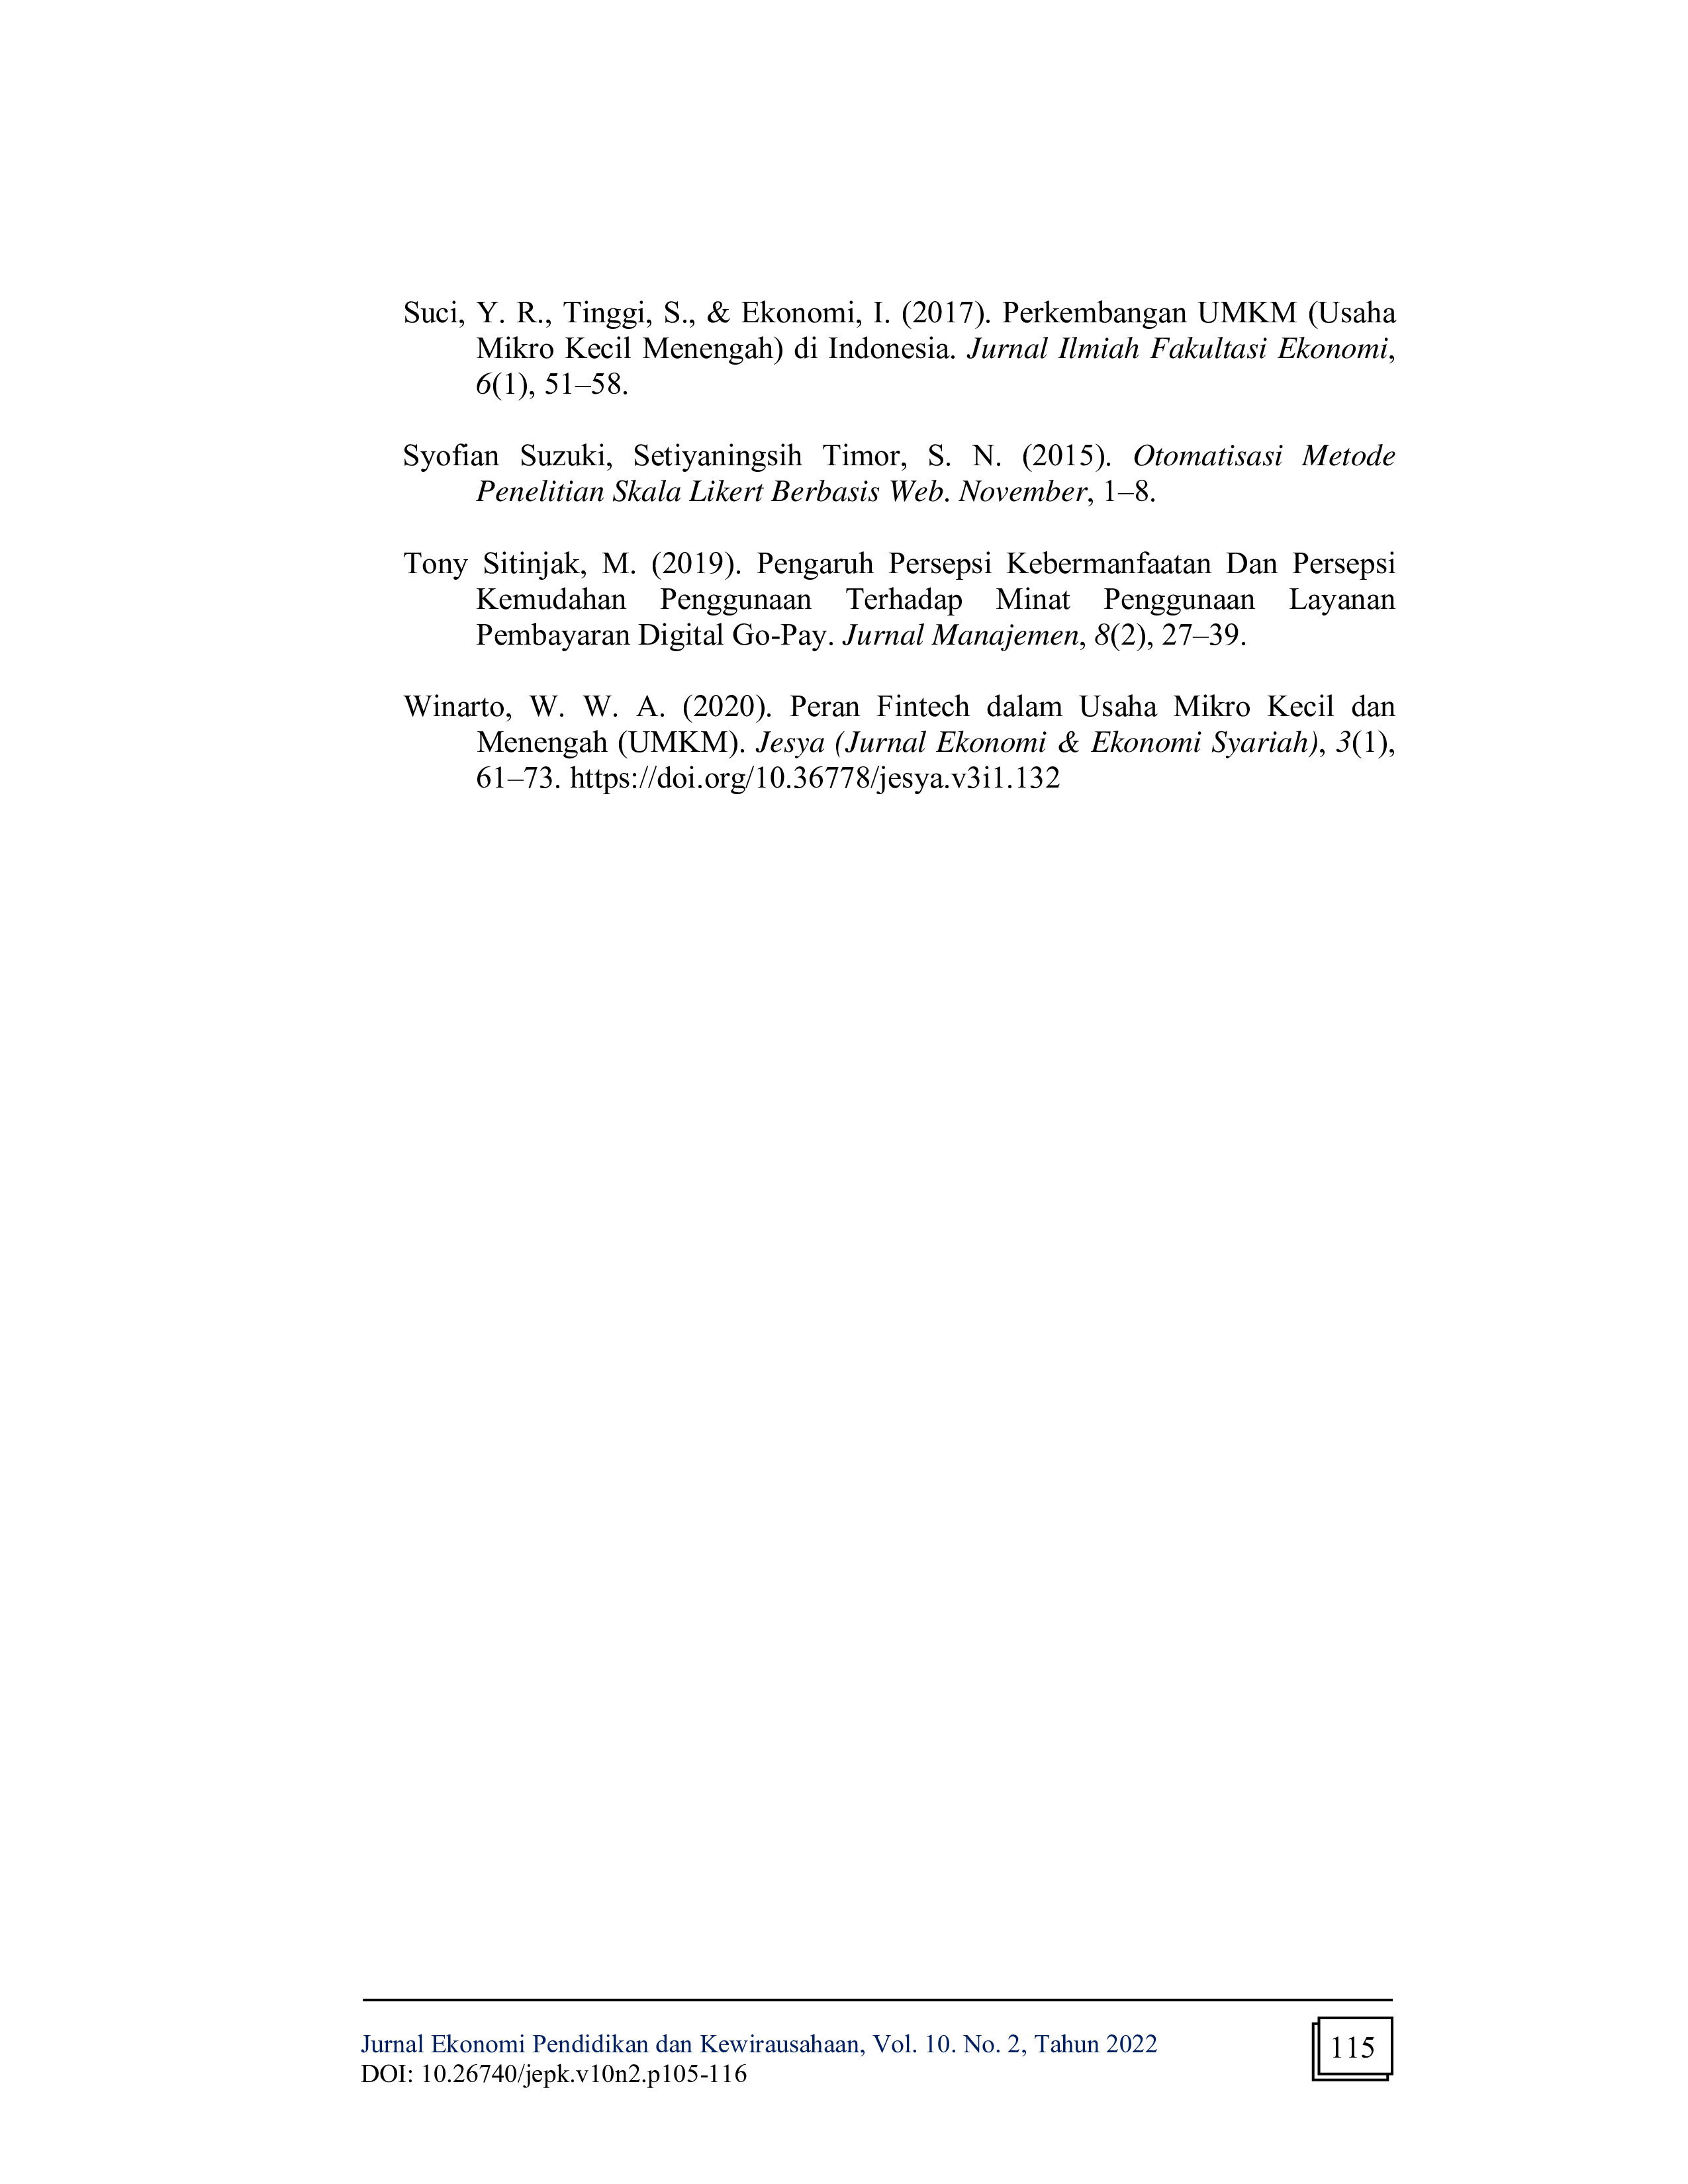 Suci, Y. R., Tinggi, S., & Ekonomi, I. (2017). Perkembangan UMKM (Usaha
Mikro Kecil Menengah) di Indonesia. Jurnal Ilmiah Fakultasi Ekonomi,
6(1), 51–58.
Syofian Suzuki, Setiyaningsih Timor, S. N. (2015). Otomatisasi Metode
Penelitian Skala Likert Berbasis Web. November, 1–8.
Tony Sitinjak, M. (2019). Pengaruh Persepsi Kebermanfaatan Dan Persepsi
Kemudahan Penggunaan Terhadap Minat Penggunaan Layanan
Pembayaran Digital Go-Pay. Jurnal Manajemen, 8(2), 27–39.
Winarto, W. W. A. (2020). Peran Fintech dalam Usaha Mikro Kecil dan
Menengah (UMKM). Jesya (Jurnal Ekonomi & Ekonomi Syariah), 3(1),
61–73. https://doi.org/10.36778/jesya.v3i1.132
Jurnal Ekonomi Pendidikan dan Kewirausahaan, Vol. 10. No. 2, Tahun 2022
DOI: 10.26740/jepk.v10n2.p105-116
115